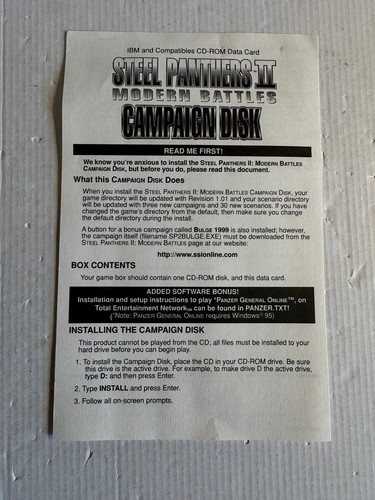 IBM and Compatibles CD-ROM Data Card
STEEL PANTHERS II
MODERN BATTLES
CAMPAIGN DISK
READ ME FIRST!
We know you're anxious to install the STEEL PANTHERS II: MODERN BATTLES
CAMPAIGN DISK, but before you do, please read this document.
What this CAMPAIGN DISK Does
When you install the STEEL PANTHERS II: MODERN BATTLES CAMPAIGN DISK, your
game directory will be updated with Revision 1.01 and your scenario directory
will be updated with three new campaigns and 30 new scenarios. If you have
changed the game's directory from the default, then make sure you change
the default directory during the install.
A button for a bonus campaign called BULGE 1999 is also installed; however,
the campaign itself (filename SP2BULGE.EXE) must be downloaded from the
STEEL PANTHERS II: MODERN BATTLES page at our website:
http://www.ssionline.com
BOX CONTENTS
Your game box should contain one CD-ROM disk, and this data card.
ADDED SOFTWARE BONUS!
Installation and setup instructions to play *PANZER GENERAL ONLINE™, on
Total Entertainment Network℠ can be found in PANZER.TXT!
(*Note: PANZER GENERAL ONLINE requires Windows® 95)
INSTALLING THE CAMPAIGN DISK
This product cannot be played from the CD; all files must be installed to your
hard drive before you can begin play.
1. To install the Campaign Disk, place the CD in your CD-ROM drive. Be sure
this drive is the active drive. For example, to make drive D the active drive,
type D: and then press Enter.
2. Type INSTALL and press Enter.
3. Follow all on-screen prompts.